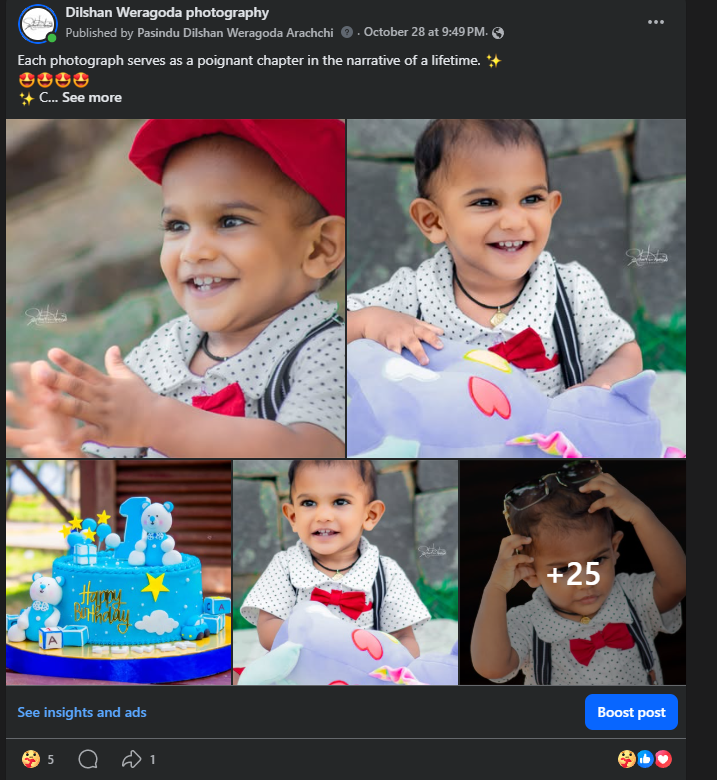 Dilshan Weragoda photography
Published by Pasindu Dilshan Weragoda Arachchi · October 28 at 9:49 PM ·
Each photograph serves as a poignant chapter in the narrative of a lifetime. ✨
🤩🤩🤩🤩
✨ C... See more
1
Happy
Birthday
A
C
A
+25
See insights and ads
Boost post
5
1